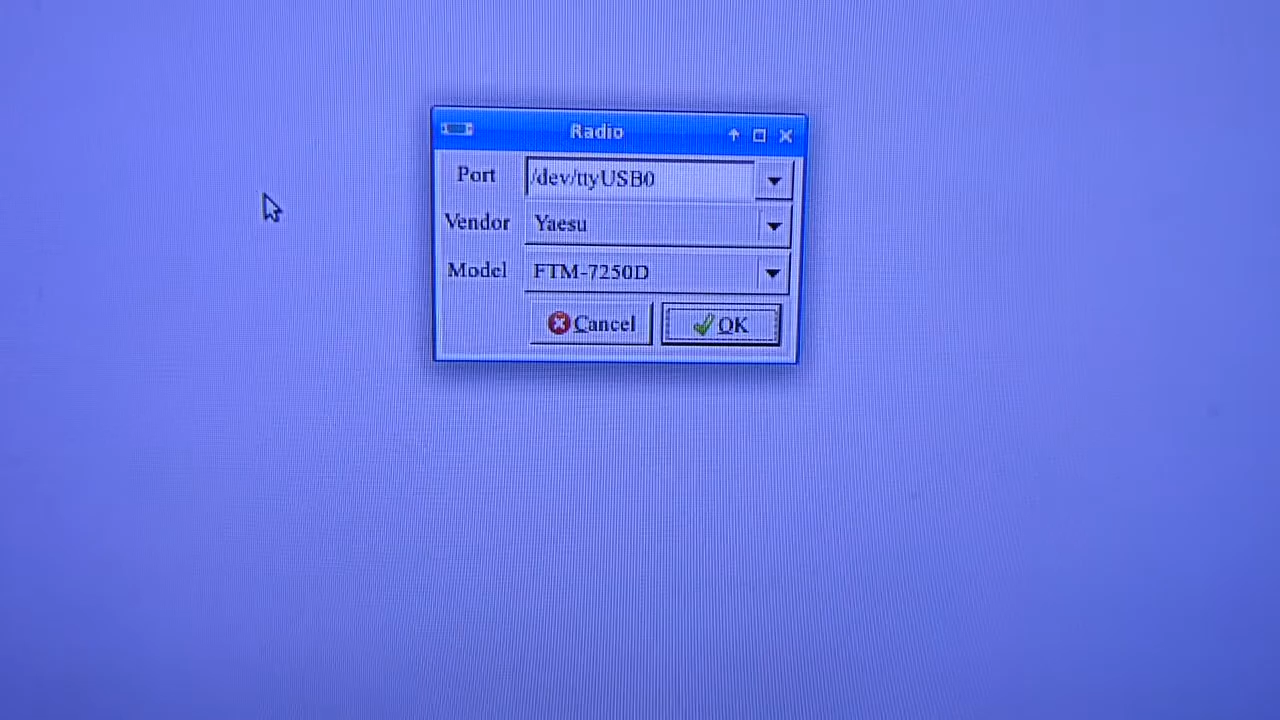 Radio
Port /dev/ttyUSB0
Vendor Yaesu
Model FTM-7250D
Cancel OK